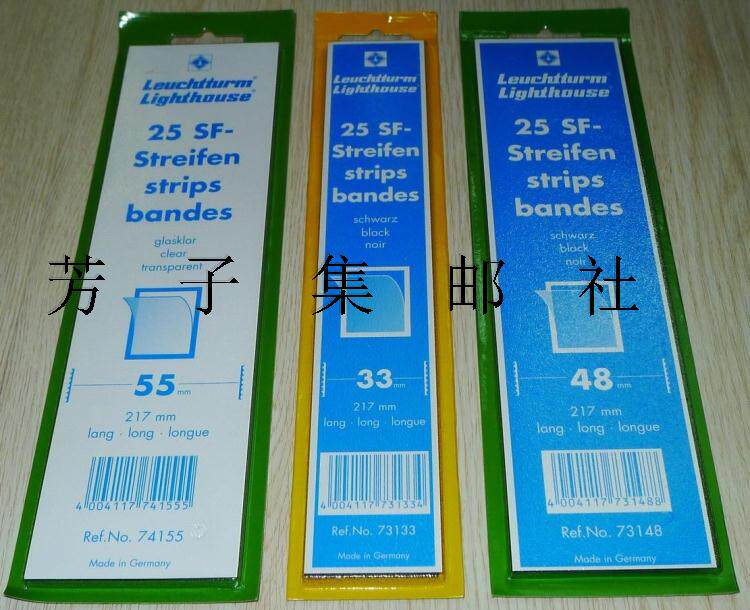 Leuchtturm
Lighthouse
25 SF-
Streifen
strips
bandes
glasklar
clear
transparent
55 mm
217 mm
lang · long · longue
4 004117 741555
Ref.No. 74155
Made in Germany
Leuchtturm
Lighthouse
25 SF-
Streifen
strips
bandes
schwarz
black
noir
33 mm
217 mm
lang · long · longue
4 004117 731334
Ref.No. 73133
Made in Germany
Leuchtturm
Lighthouse
25 SF-
Streifen
strips
bandes
schwarz
black
noir
48 mm
217 mm
lang · long · longue
4 004117 731488
Ref.No. 73148
Made in Germany
芳子集邮社